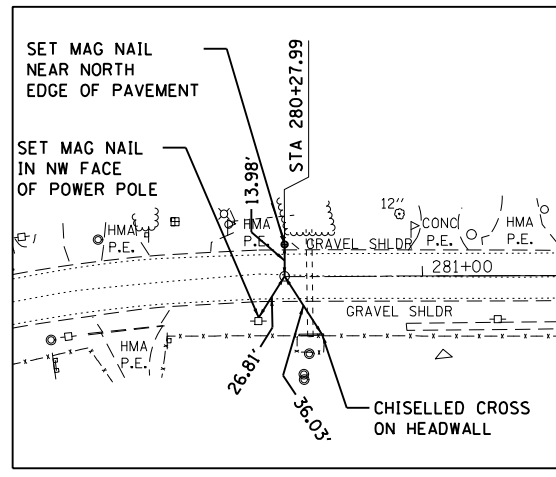 SET MAG NAIL
NEAR NORTH
EDGE OF PAVEMENT
STA 280+27.99
SET MAG NAIL
IN NW FACE
OF POWER POLE
13.98'
12''
HMA
P.E.
HMA
P.E.
GRAVEL SHLDR
CONC
P.E.
HMA
P.E.
281+00
GRAVEL SHLDR
HMA
P.E.
26.81'
36.03'
CHISELLED CROSS
ON HEADWALL